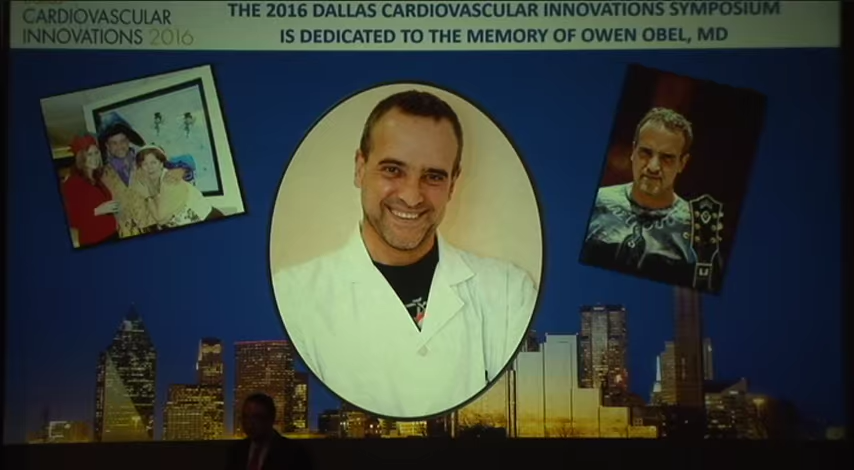 CARDIOVASCULAR
INNOVATIONS 2016
THE 2016 DALLAS CARDIOVASCULAR INNOVATIONS SYMPOSIUM
IS DEDICATED TO THE MEMORY OF OWEN OBEL, MD